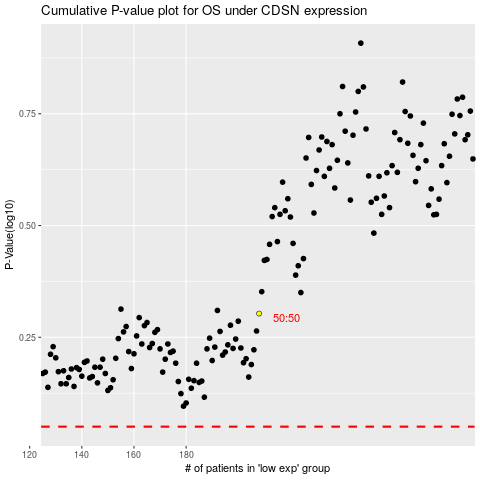 Cumulative P-value plot for OS under CDSN expression
P-Value(log10)
0.75
0.50
0.25
50:50
120
140
160
180
# of patients in 'low exp' group